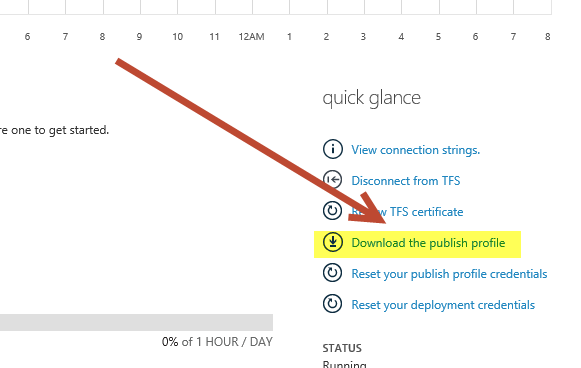 6 7 8 9 10 11 12AM 1 2 3 4 5 6 7 8
quick glance
re one to get started.
View connection strings.
Disconnect from TFS
TFS certificate
Download the publish profile
Reset your publish profile credentials
Reset your deployment credentials
0% of 1 HOUR / DAY
STATUS
Running